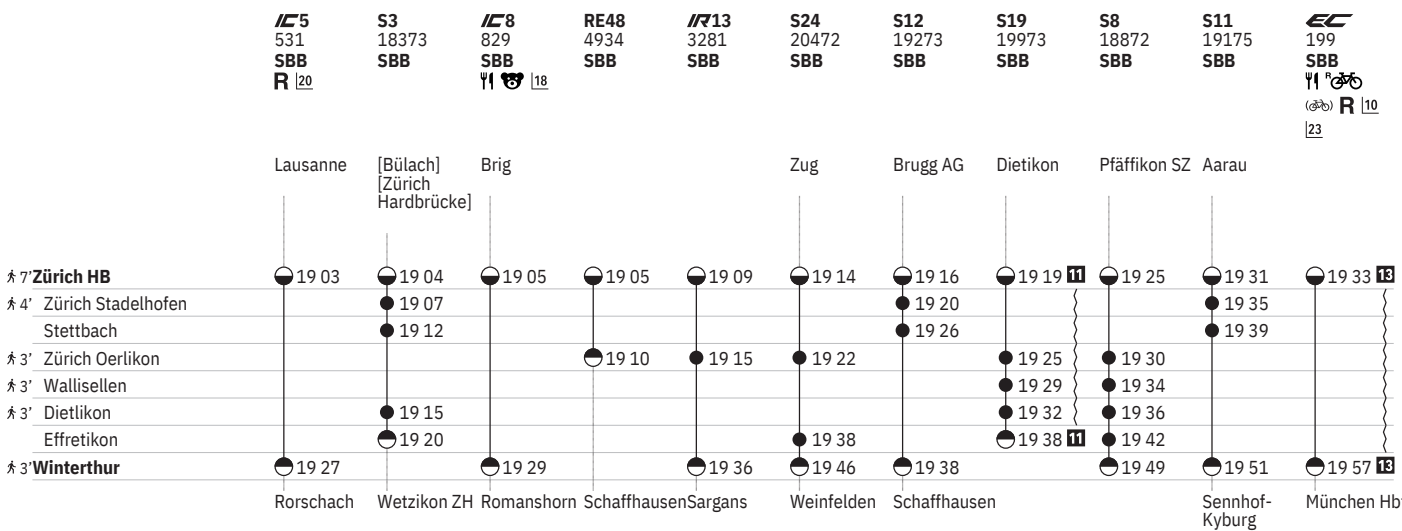 IC5 S3 IC8 RE48 IR13 S24 S12 S19 S8 S11 EC
531 18373 829 4934 3281 20472 19273 19973 18872 19175 199
SBB SBB SBB SBB SBB SBB SBB SBB SBB SBB SBB
R 20 18 R
R 10
23
Lausanne [Bülach] Brig Zug Brugg AG Dietikon Pfäffikon SZ Aarau
[Zürich
Hardbrücke]
7' Zürich HB 19 03 19 04 19 05 19 05 19 09 19 14 19 16 19 19 11 19 25 19 31 19 33 13
4' Zürich Stadelhofen 19 07 19 20 19 35
Stettbach 19 12 19 26 19 39
3' Zürich Oerlikon 19 10 19 15 19 22 19 25 19 30
3' Wallisellen 19 29 19 34
3' Dietlikon 19 15 19 32 19 36
Effretikon 19 20 19 38 19 38 11 19 42
3' Winterthur 19 27 19 29 19 36 19 46 19 38 19 49 19 51 19 57 13
Rorschach Wetzikon ZH Romanshorn Schaffhausen Sargans Weinfelden Schaffhausen Sennhof- München Hb
Kyburg